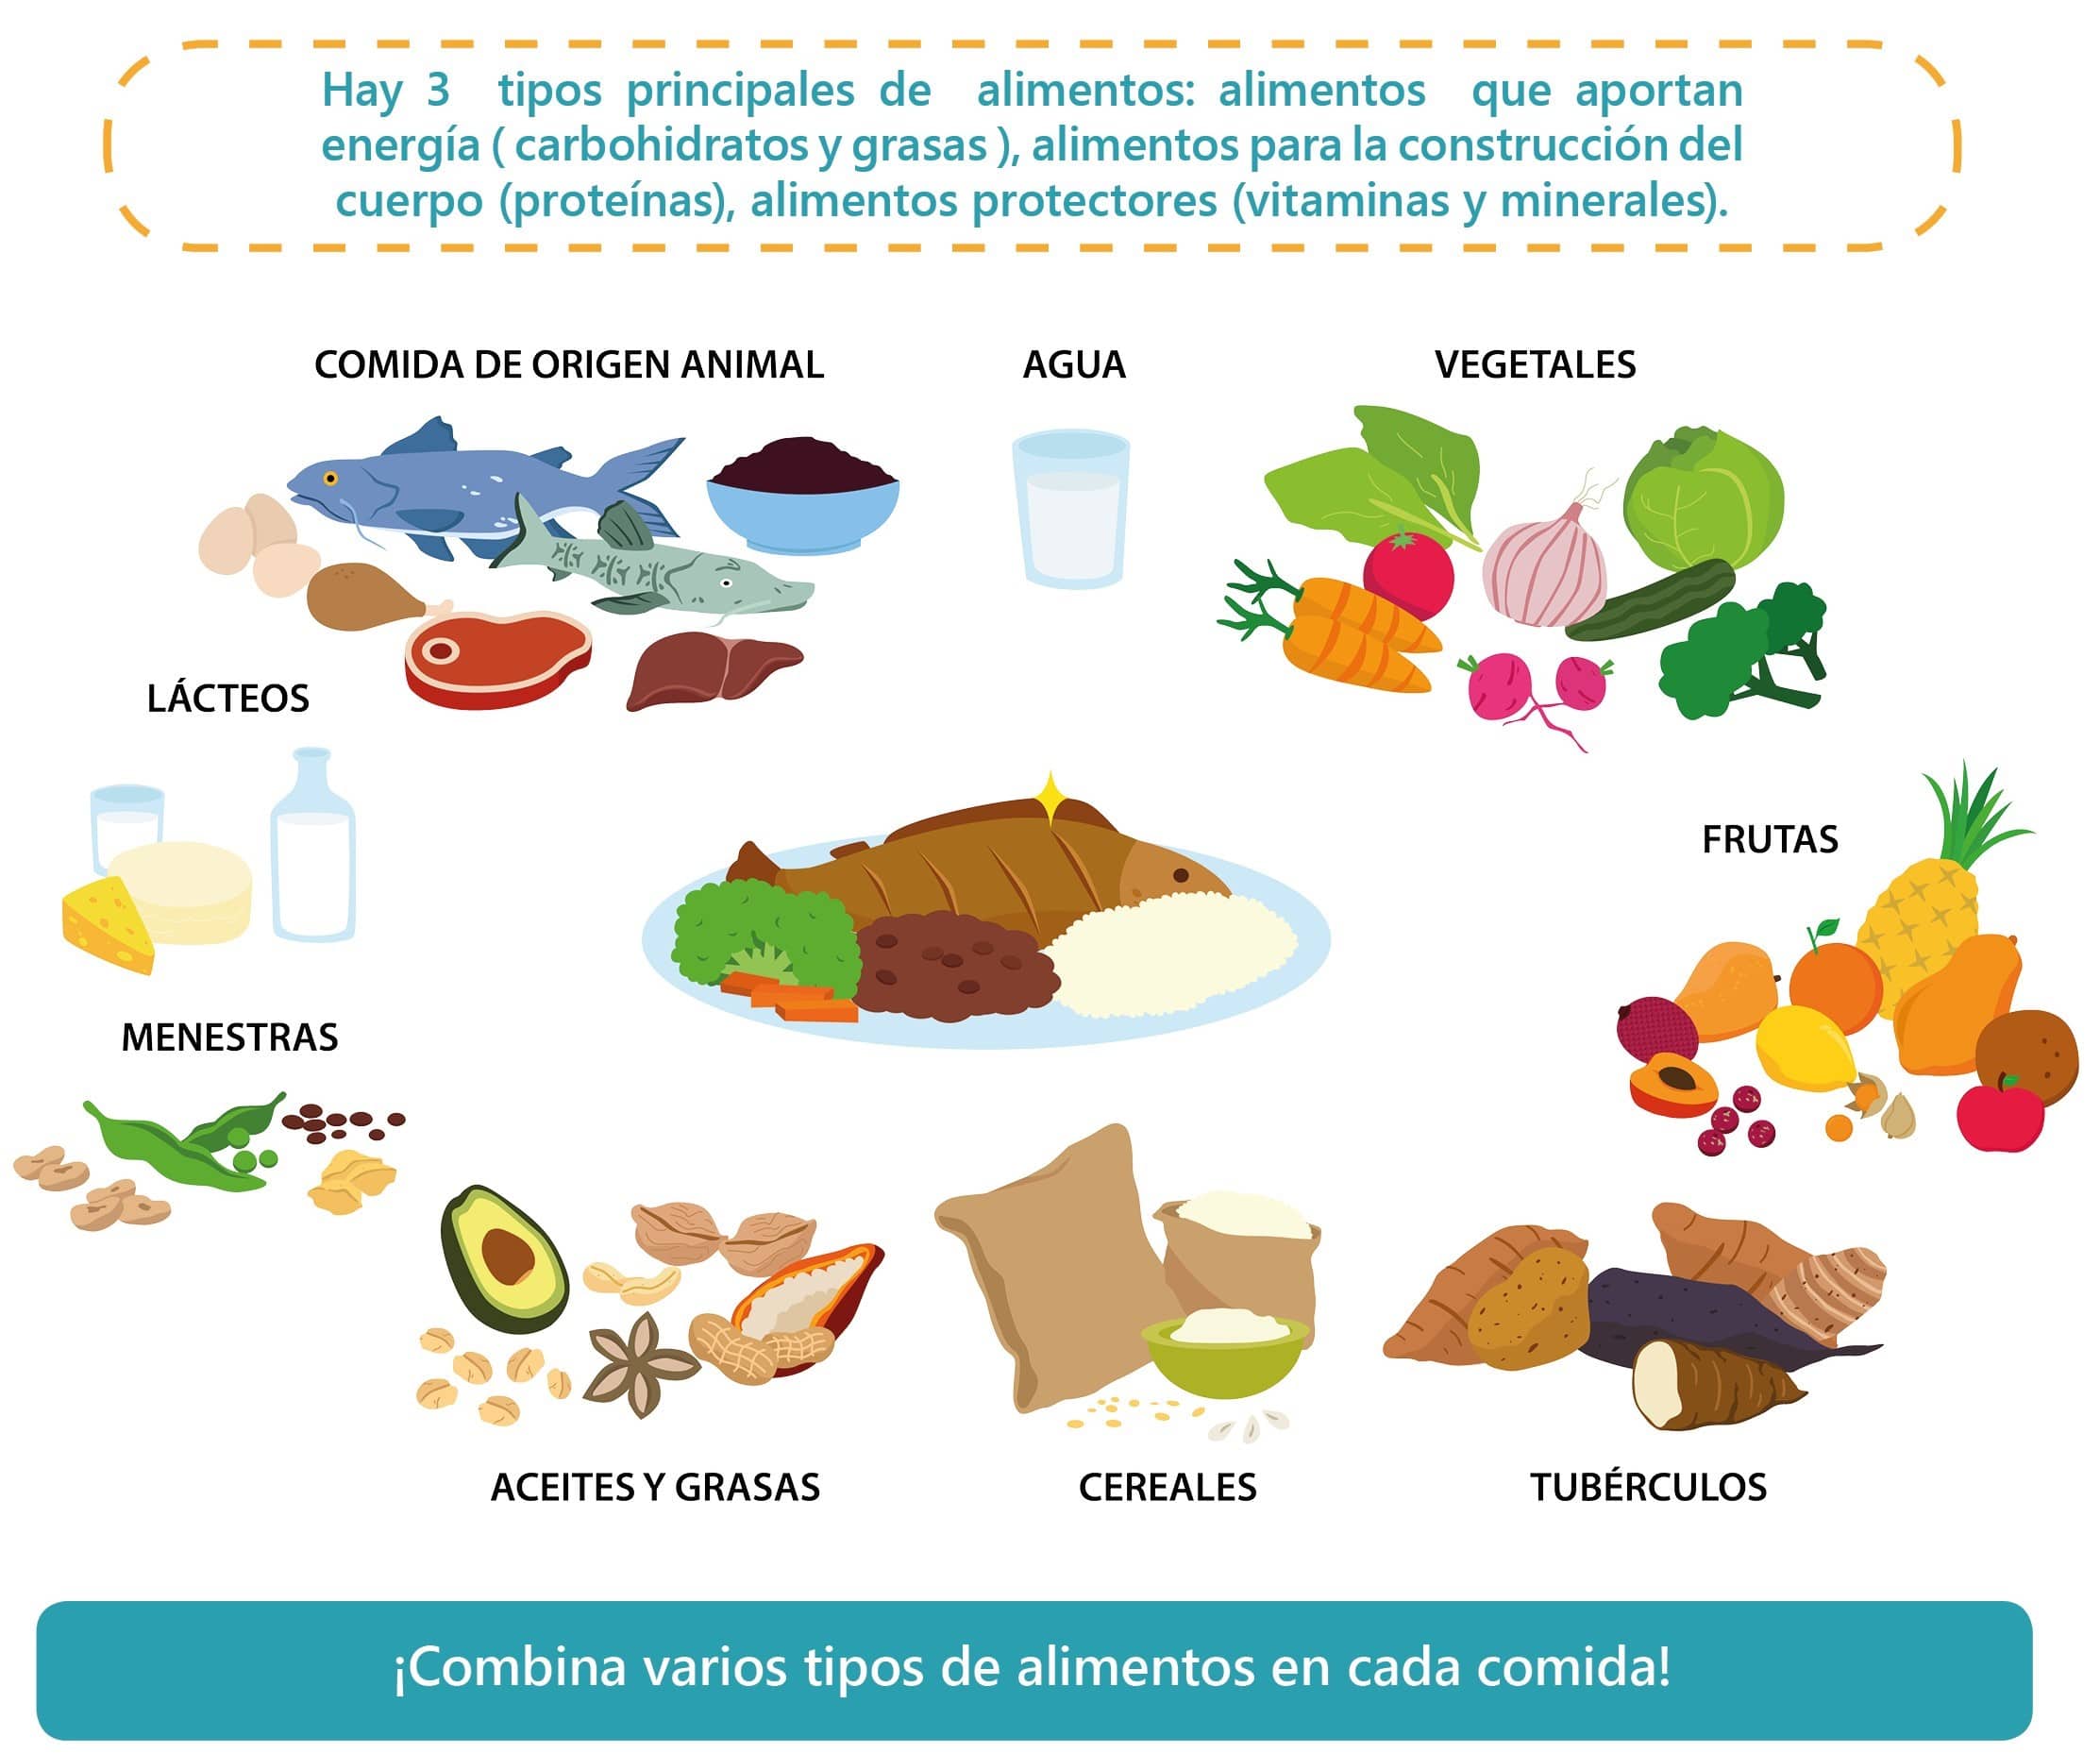 Hay 3 tipos principales de alimentos: alimentos que aportan
energía ( carbohidratos y grasas ), alimentos para la construcción del
cuerpo (proteínas), alimentos protectores (vitaminas y minerales).
COMIDA DE ORIGEN ANIMAL
AGUA
VEGETALES
LÁCTEOS
FRUTAS
MENESTRAS
ACEITES Y GRASAS
CEREALES
TUBÉRCULOS
¡Combina varios tipos de alimentos en cada comida!